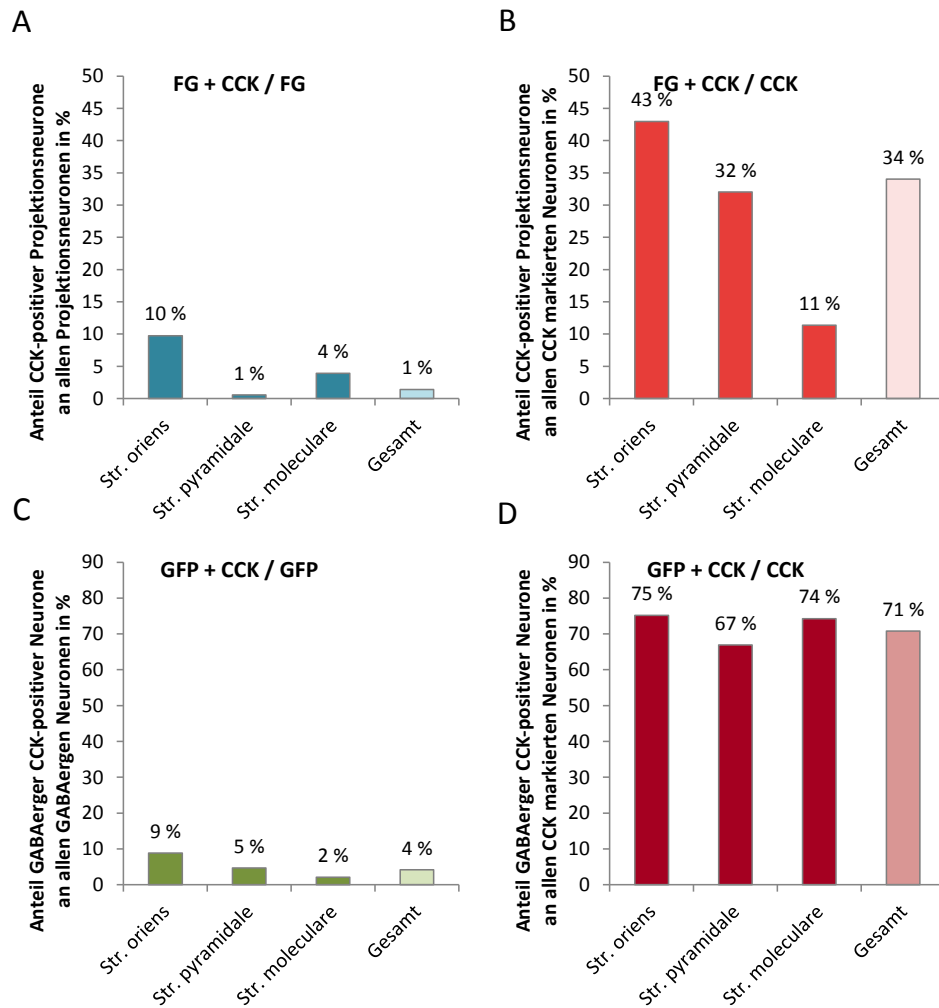 A
FG + CCK / FG
Anteil CCK-positiver Projektionsneurone
an allen Projektionsneuronen in %
50
45
40
35
30
25
20
15
10
5
0
10 %
1 %
4 %
1 %
Str. oriens
Str. pyramidale
Str. moleculare
Gesamt
B
FG + CCK / CCK
Anteil CCK-positiver Projektionsneurone
an allen CCK markierten Neuronen in %
50
45
40
35
30
25
20
15
10
5
0
43 %
32 %
11 %
34 %
Str. oriens
Str. pyramidale
Str. moleculare
Gesamt
C
GFP + CCK / GFP
Anteil GABAerger CCK-positiver Neurone
an allen GABAergen Neuronen in %
90
80
70
60
50
40
30
20
10
0
9 %
5 %
2 %
4 %
Str. oriens
Str. pyramidale
Str. moleculare
Gesamt
D
GFP + CCK / CCK
Anteil GABAerger CCK-positiver Neurone
an allen CCK markierten Neuronen in %
90
80
70
60
50
40
30
20
10
0
75 %
67 %
74 %
71 %
Str. oriens
Str. pyramidale
Str. moleculare
Gesamt